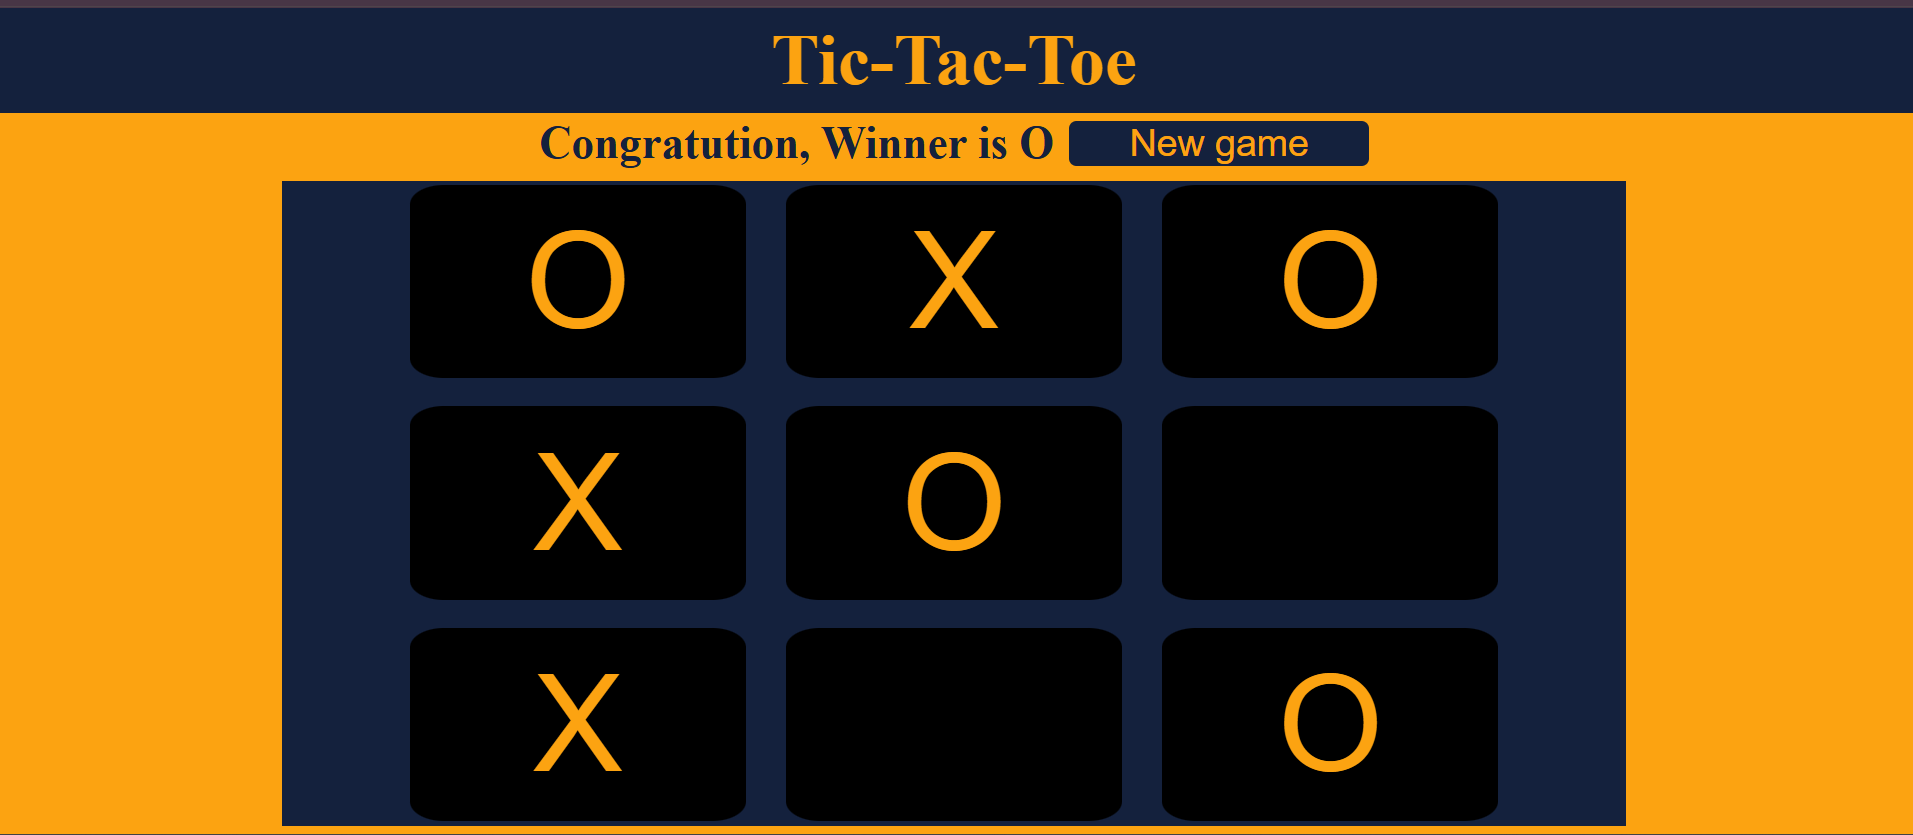 Tic-Tac-Toe
Congratution, Winner is O New game
O X O
X O
X O